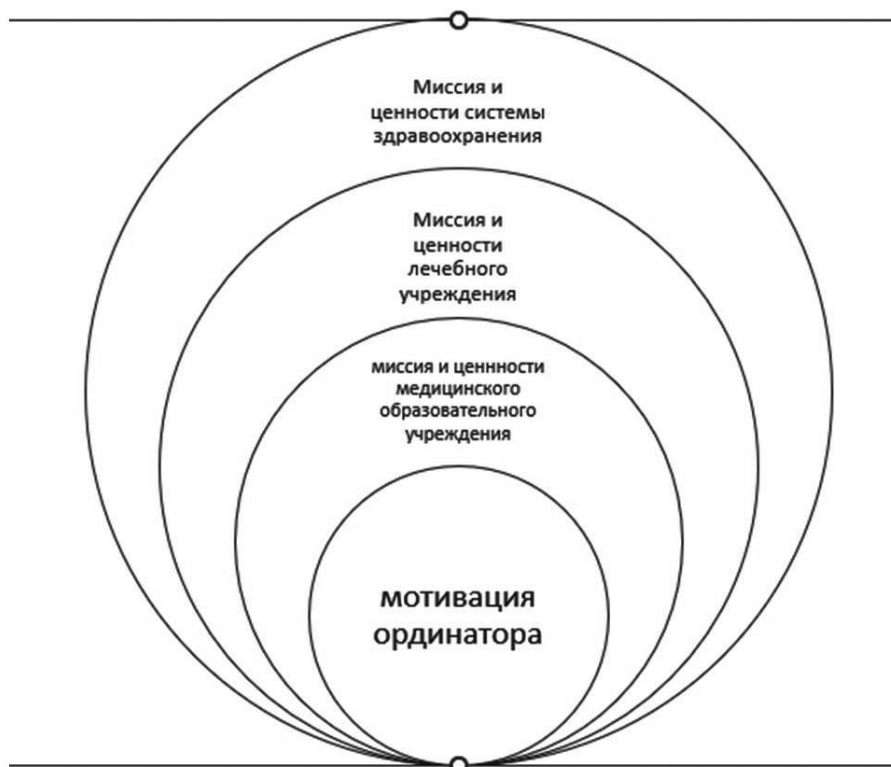 Миссия и
ценности системы
здравоохранения
Миссия и
ценности
лечебного
учреждения
миссия и ценнности
медицинского
образовательного
учреждения
мотивация
ординатора